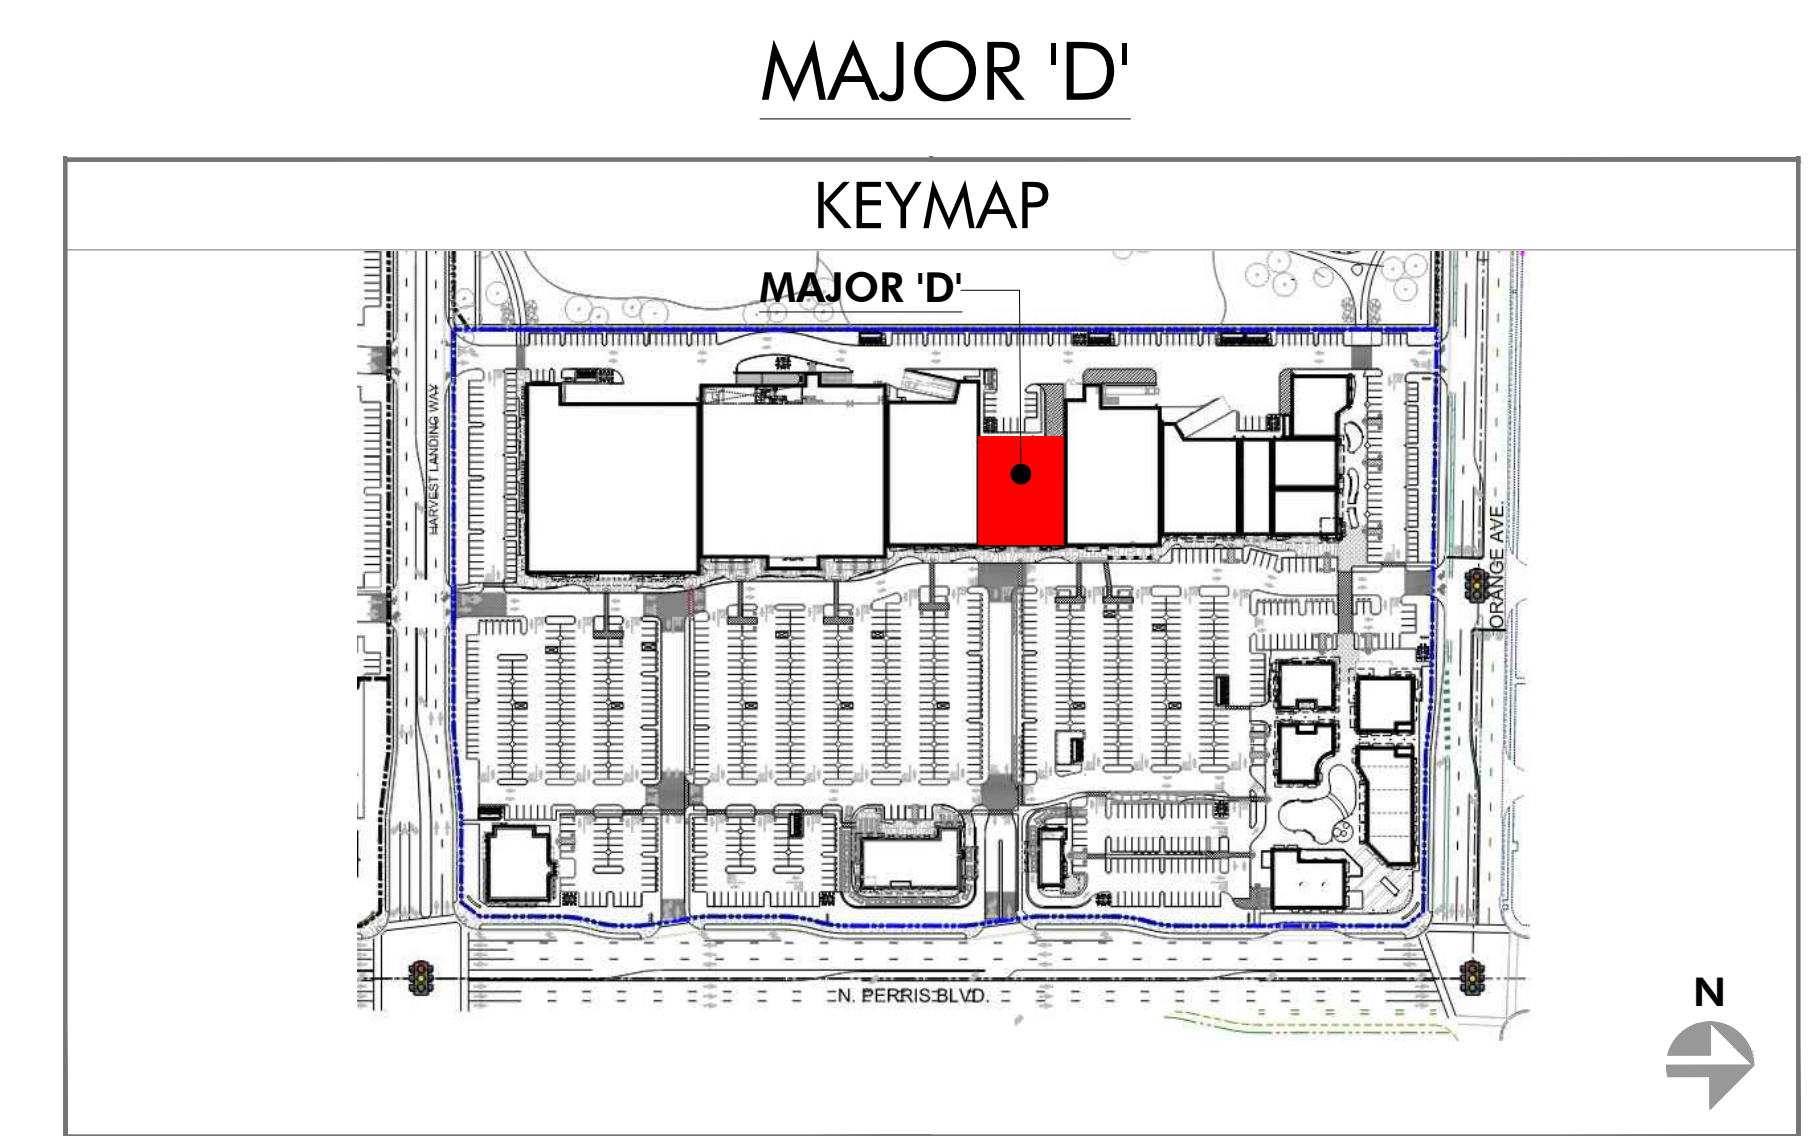 MAJOR 'D'
KEYMAP
MAJOR 'D'
HARVEST LANDING WAY
ORANGE AVE.
N. PERRIS BLVD.
N